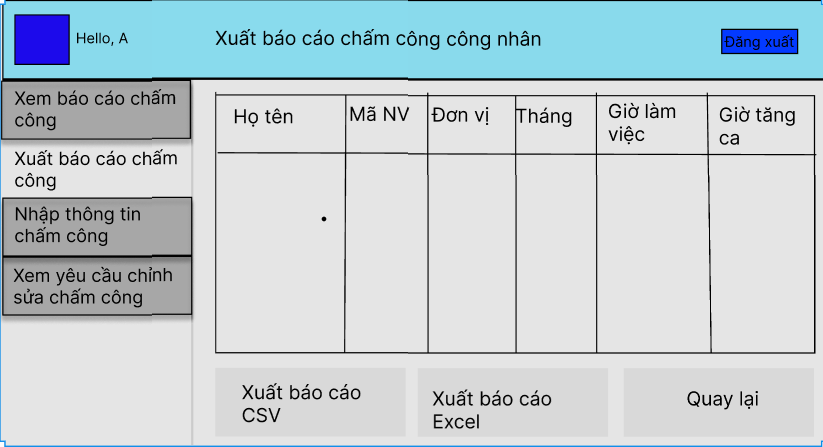 Hello, A
Xuất báo cáo chấm công công nhân
Đăng xuất
Xem báo cáo chấm
công
Xuất báo cáo chấm
công
Nhập thông tin
chấm công
Xem yêu cầu chỉnh
sửa chấm công
Họ tên
Mã NV
Đơn vị
Tháng
Giờ làm
việc
Giờ tăng
ca
Xuất báo cáo
CSV
Xuất báo cáo
Excel
Quay lại